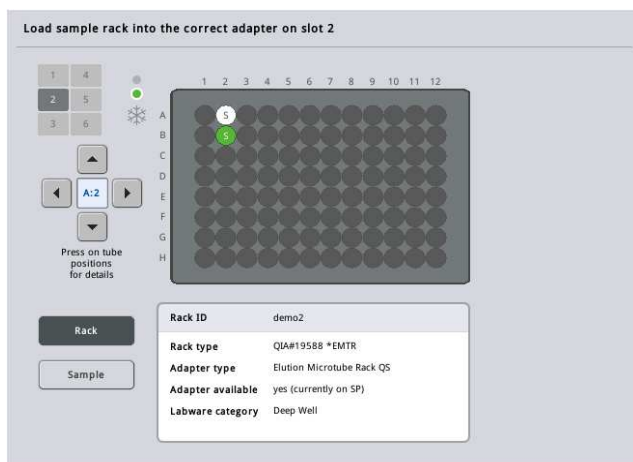 Load sample rack into the correct adapter on slot 2
1 4
2 5
3 6
1 2 3 4 5 6 7 8 9 10 11 12
A S
B S
C
D
A:2
E
F
G
H
Press on tube
positions
for details
Rack
Sample
Rack ID demo2
Rack type QIA#19588 *EMTR
Adapter type Elution Microtube Rack QS
Adapter available yes (currently on SP)
Labware category Deep Well